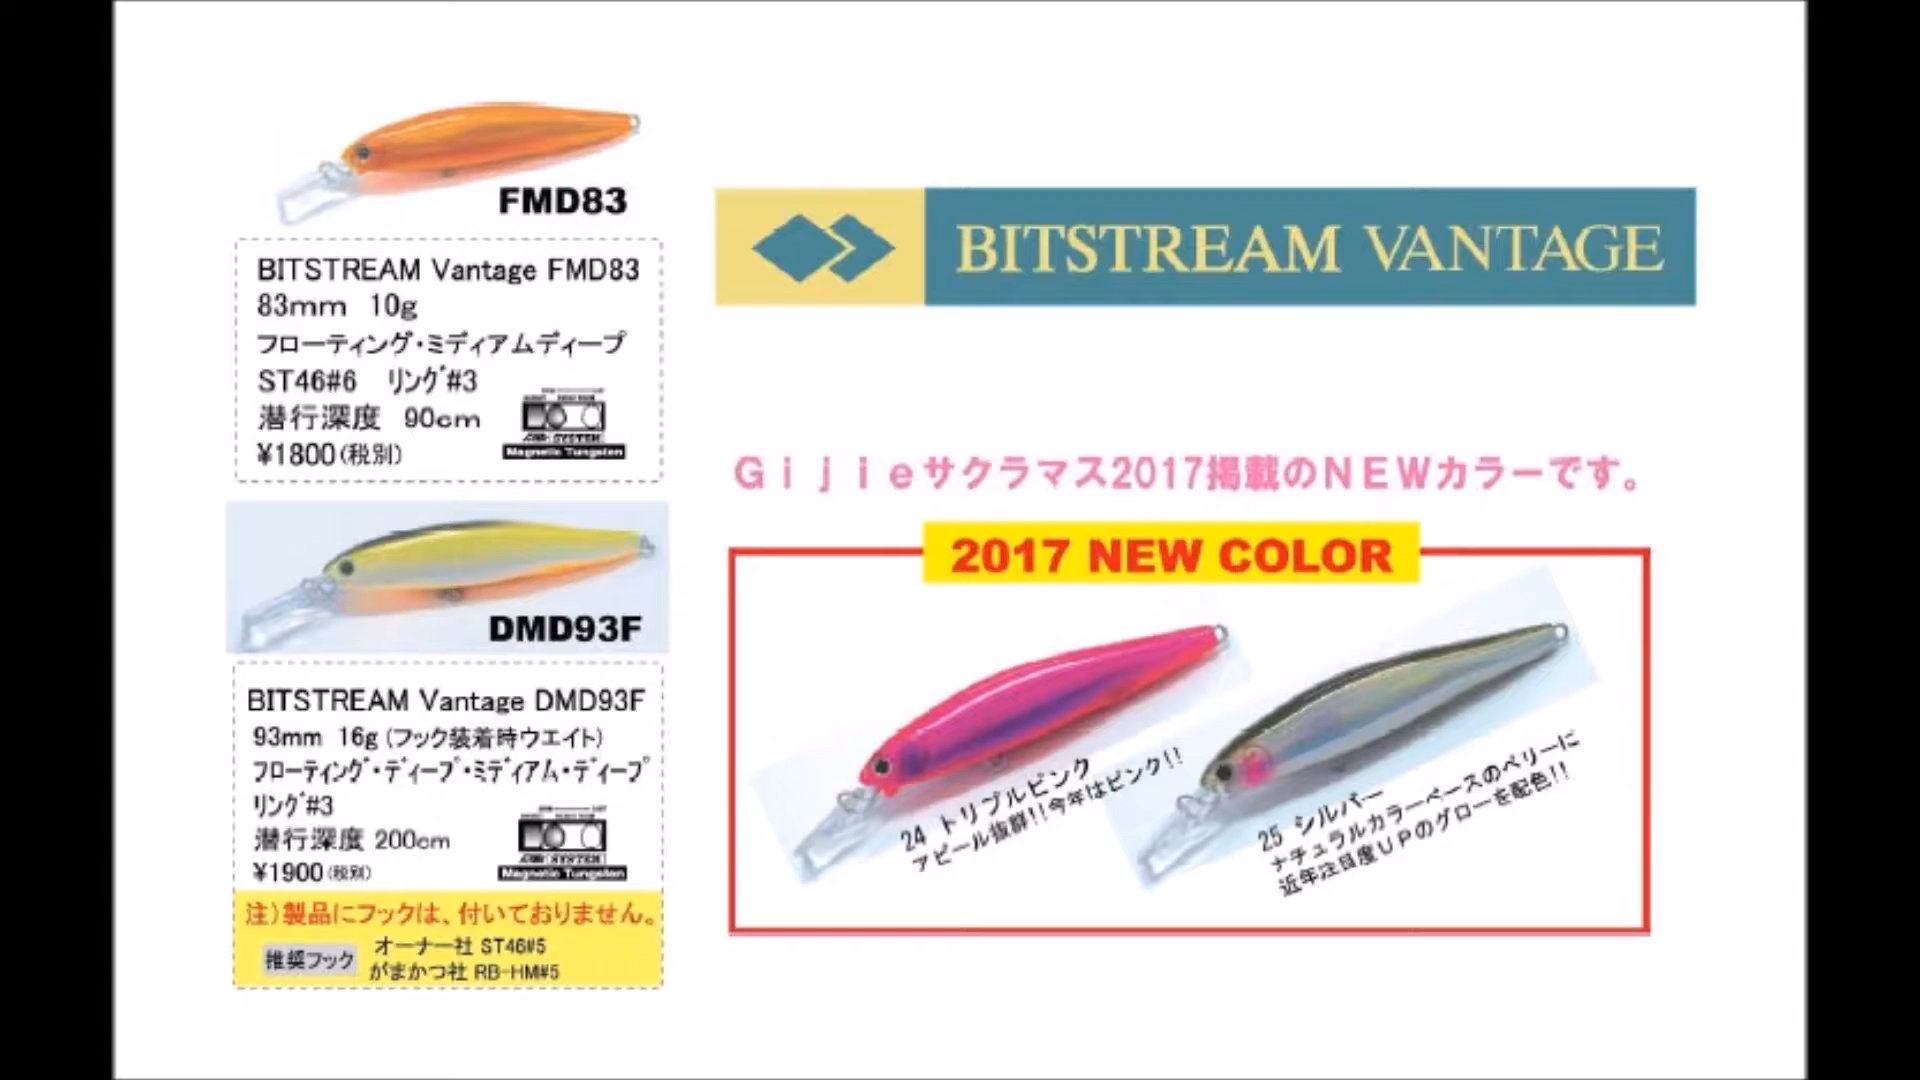 FMD83
BITSTREAM Vantage FMD83
83mm 10g
フローティング・ミディアムディープ
ST46#6 リング#3
潜行深度 90cm
¥1800(税別)
SYSTEM
Magnetic Tungsten
DMD93F
BITSTREAM Vantage DMD93F
93mm 16g(フック装着時ウエイト)
フローティング・ディープ・ミディアム・ディープ
リング#3
潜行深度 200cm
¥1900(税別)
SYSTEM
Magnetic Tungsten
注)製品にフックは、付いておりません。
推奨フック
オーナー社 ST46#5
がまかつ社 RB-HM#5
BITSTREAM VANTAGE
Gijieサクラマス2017掲載のNEWカラーです。
2017 NEW COLOR
24 トリプルピンク
アピール抜群!!今年はピンク!!
25 シルバー
ナチュラルカラーベースのベリーに
近年注目度UPのグローを配色!!